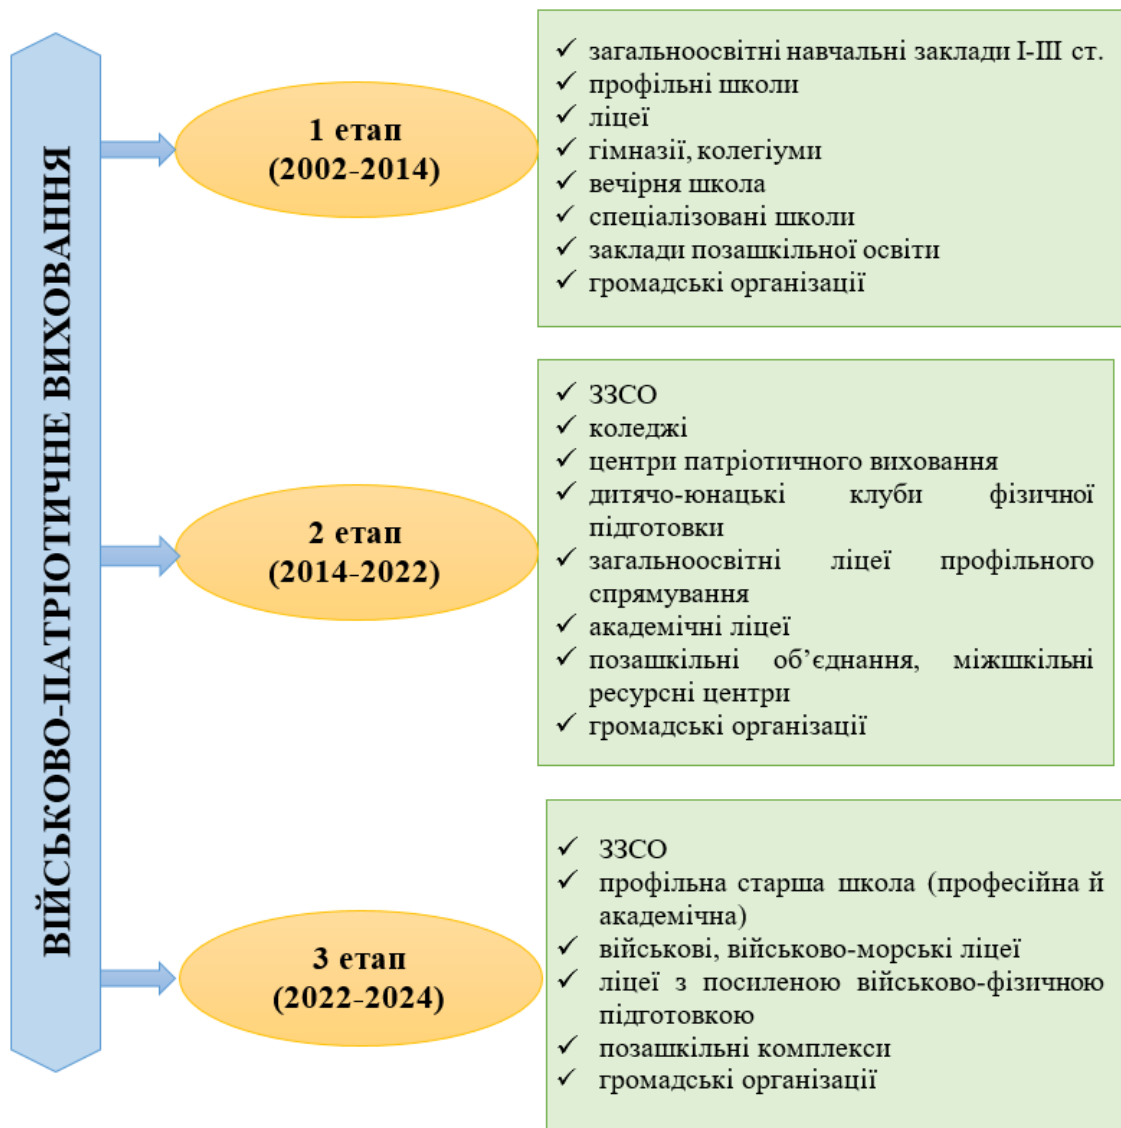 ВІЙСЬКОВО-ПАТРІОТИЧНЕ ВИХОВАННЯ
1 етап
(2002-2014)
✓ загальноосвітні навчальні заклади І-ІІІ ст.
✓ профільні школи
✓ ліцеї
✓ гімназії, колегіуми
✓ вечірня школа
✓ спеціалізовані школи
✓ заклади позашкільної освіти
✓ громадські організації
2 етап
(2014-2022)
✓ ЗЗСО
✓ коледжі
✓ центри патріотичного виховання
✓ дитячо-юнацькі клуби фізичної
підготовки
✓ загальноосвітні ліцеї профільного
спрямування
✓ академічні ліцеї
✓ позашкільні об’єднання, міжшкільні
ресурсні центри
✓ громадські організації
3 етап
(2022-2024)
✓ ЗЗСО
✓ профільна старша школа (професійна й
академічна)
✓ військові, військово-морські ліцеї
✓ ліцеї з посиленою військово-фізичною
підготовкою
✓ позашкільні комплекси
✓ громадські організації